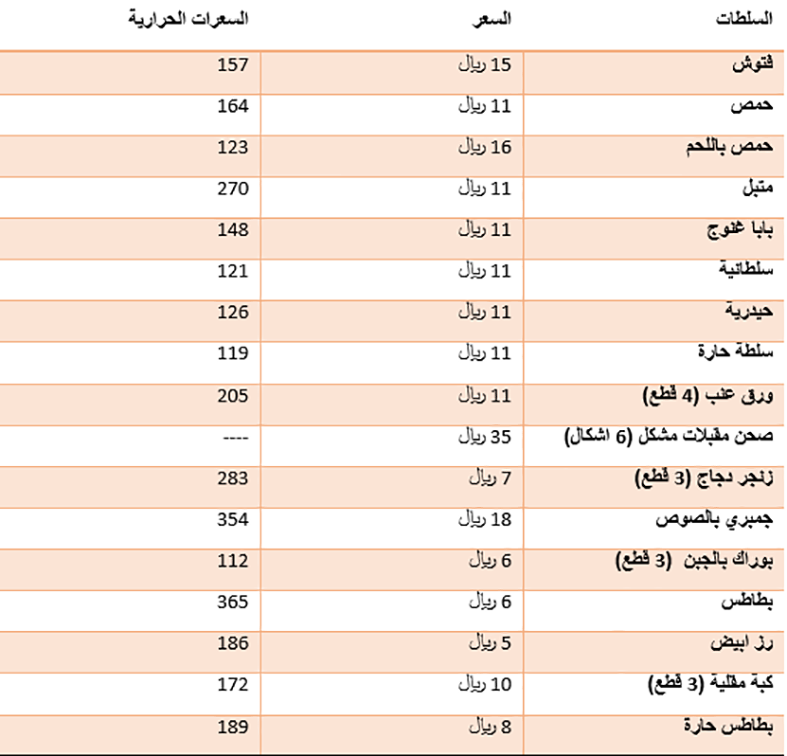 السلطات السعر السعرات الحرارية
فتوش 15 ريال 157
حمص 11 ريال 164
حمص باللحم 16 ريال 123
متبل 11 ريال 270
بابا غنوج 11 ريال 148
سلطانية 11 ريال 121
حيدرية 11 ريال 126
سلطة حارة 11 ريال 119
ورق عنب (4 قطع) 11 ريال 205
صحن مقبلات مشكل (6 اشكال) 35 ريال ----
زنجر دجاج (3 قطع) 7 ريال 283
جمبري بالصوص 18 ريال 354
بوراك بالجبن (3 قطع) 6 ريال 112
بطاطس 6 ريال 365
رز ابيض 5 ريال 186
كبة مقلية (3 قطع) 10 ريال 172
بطاطس حارة 8 ريال 189